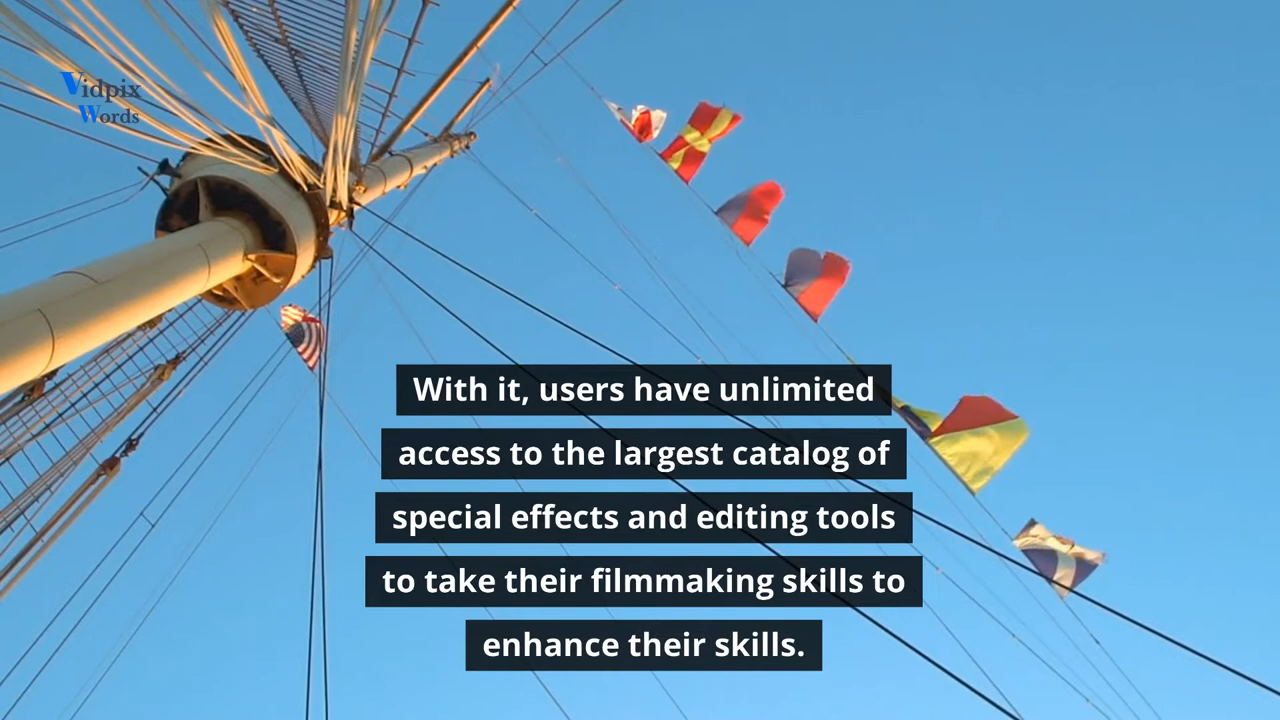 Vidpix
Words
With it, users have unlimited
access to the largest catalog of
special effects and editing tools
to take their filmmaking skills to
enhance their skills.